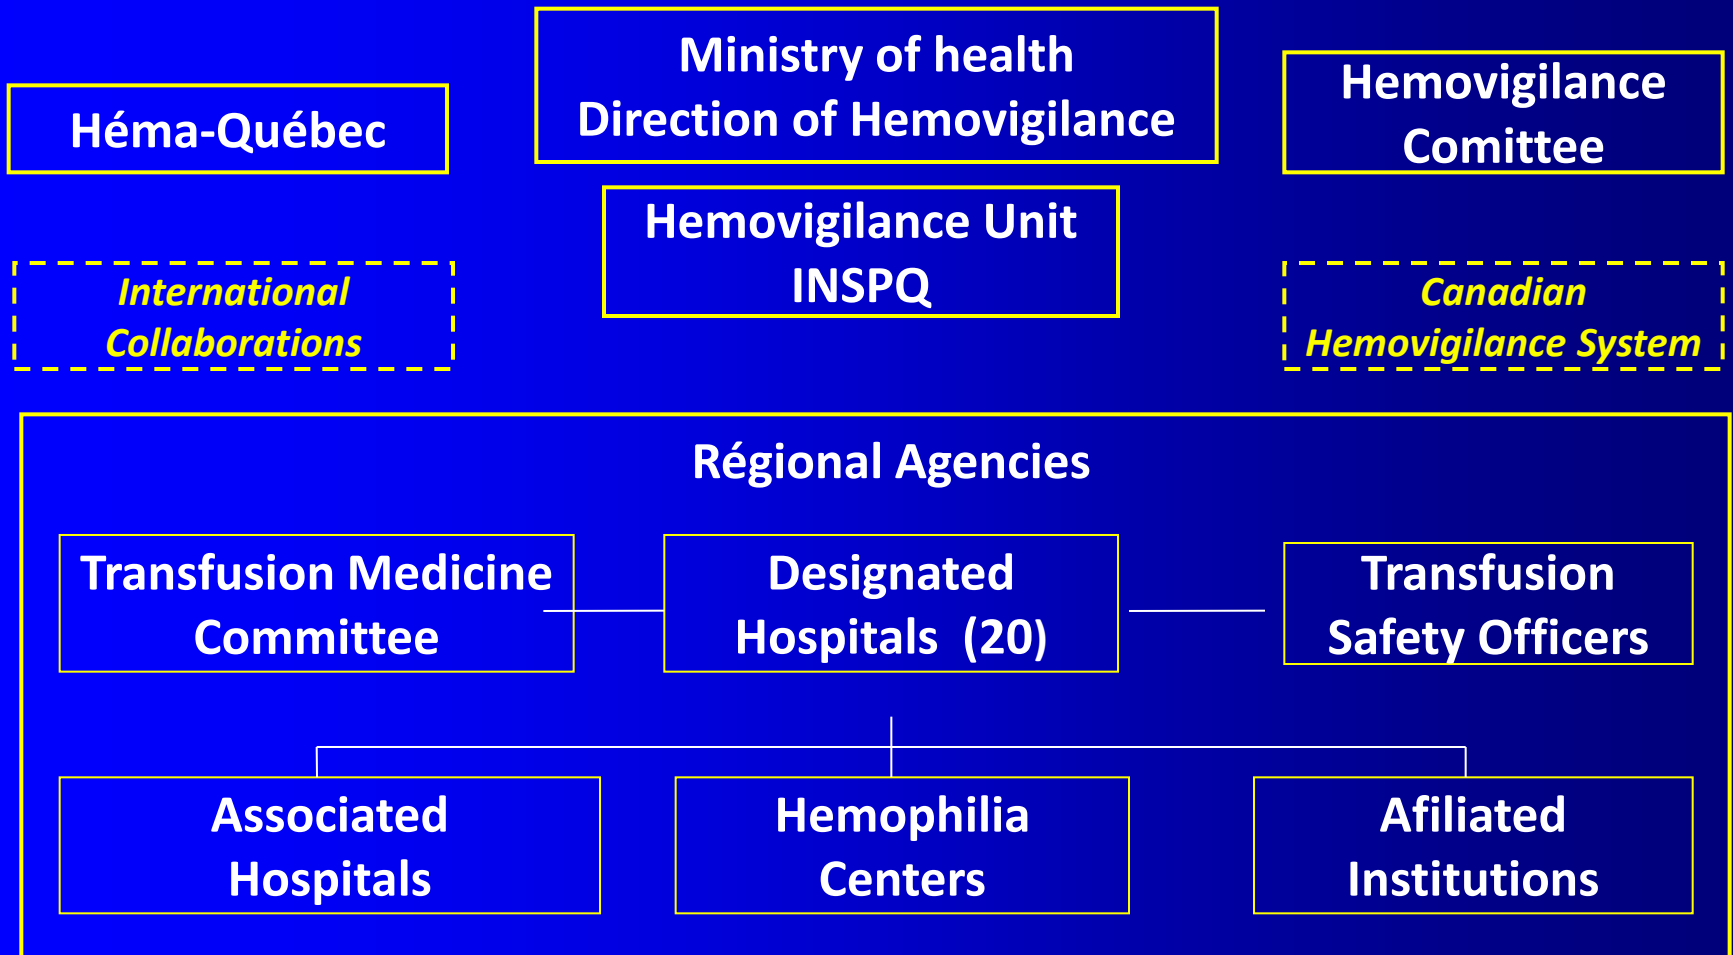 Héma-Québec
Ministry of health
Direction of Hemovigilance
Hemovigilance
Comittee
Hemovigilance Unit
INSPQ
International
Collaborations
Canadian
Hemovigilance System
Régional Agencies
Transfusion Medicine
Committee
Designated
Hospitals (20)
Transfusion
Safety Officers
Associated
Hospitals
Hemophilia
Centers
Afiliated
Institutions